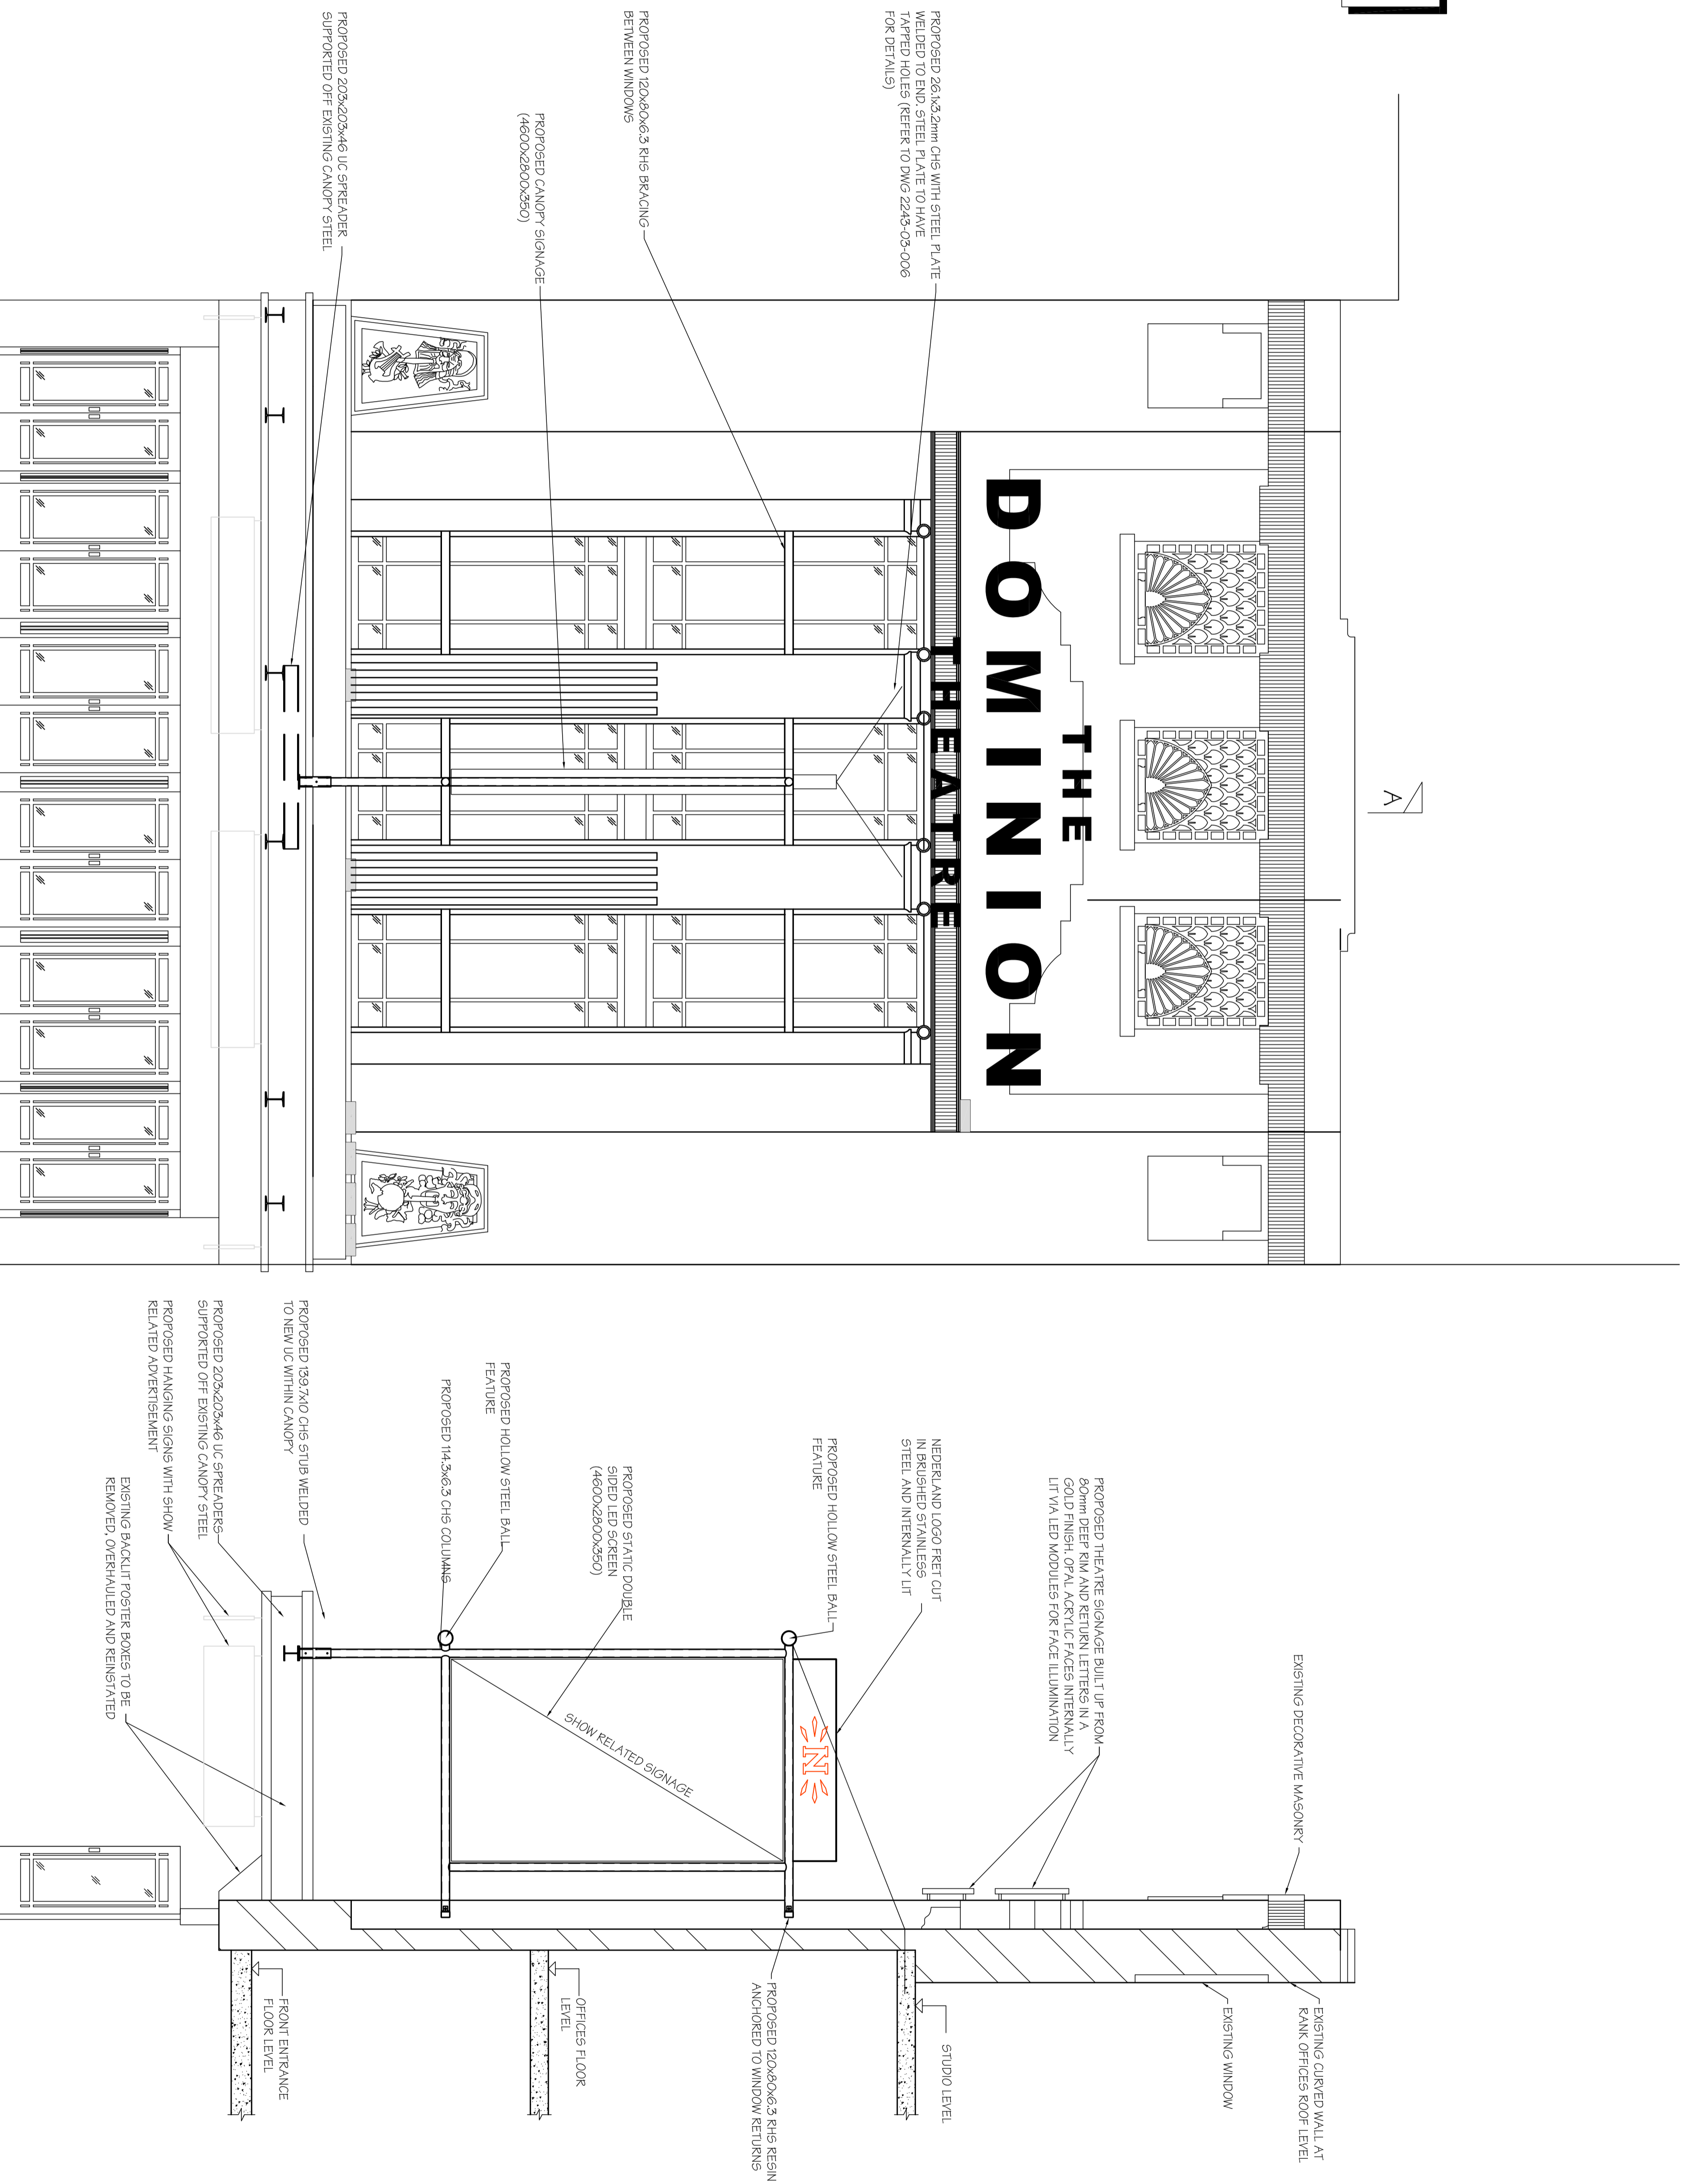 A
THE
DOMINION
THEATRE
PROPOSED 26.1x3.2mm CHS WITH STEEL PLATE
WELDED TO END. STEEL PLATE TO HAVE
TAPPED HOLES (REFER TO DWG 2243-03-006
FOR DETAILS)
PROPOSED 120x80x6.3 RHS BRACING
BETWEEN WINDOWS
PROPOSED CANOPY SIGNAGE
(4600x2800x350)
PROPOSED 203x203x46 UC SPREADER
SUPPORTED OFF EXISTING CANOPY STEEL
EXISTING DECORATIVE MASONRY
EXISTING CURVED WALL AT
RANK OFFICES ROOF LEVEL
EXISTING WINDOW
PROPOSED THEATRE SIGNAGE BUILT UP FROM
80mm DEEP RIM AND RETURN LETTERS IN A
GOLD FINISH. OPAL ACRYLIC FACES INTERNALLY
LIT VIA LED MODULES FOR FACE ILLUMINATION
STUDIO LEVEL
NEDERLAND LOGO FRET CUT
IN BRUSHED STAINLESS
STEEL AND INTERNALLY LIT
PROPOSED HOLLOW STEEL BALL
FEATURE
N
PROPOSED 120x80x6.3 RHS RESIN
ANCHORED TO WINDOW RETURNS
PROPOSED STATIC DOUBLE
SIDED LED SCREEN
(4600x2800x350)
SHOW RELATED SIGNAGE
OFFICES FLOOR
LEVEL
PROPOSED HOLLOW STEEL BALL
FEATURE
PROPOSED 114.3x6.3 CHS COLUMNS
PROPOSED 139.7x10 CHS STUB WELDED
TO NEW UC WITHIN CANOPY
FRONT ENTRANCE
FLOOR LEVEL
PROPOSED 203x203x46 UC SPREADERS
SUPPORTED OFF EXISTING CANOPY STEEL
PROPOSED HANGING SIGNS WITH SHOW
RELATED ADVERTISEMENT
EXISTING BACKLIT POSTER BOXES TO BE
REMOVED, OVERHAULED AND REINSTATED